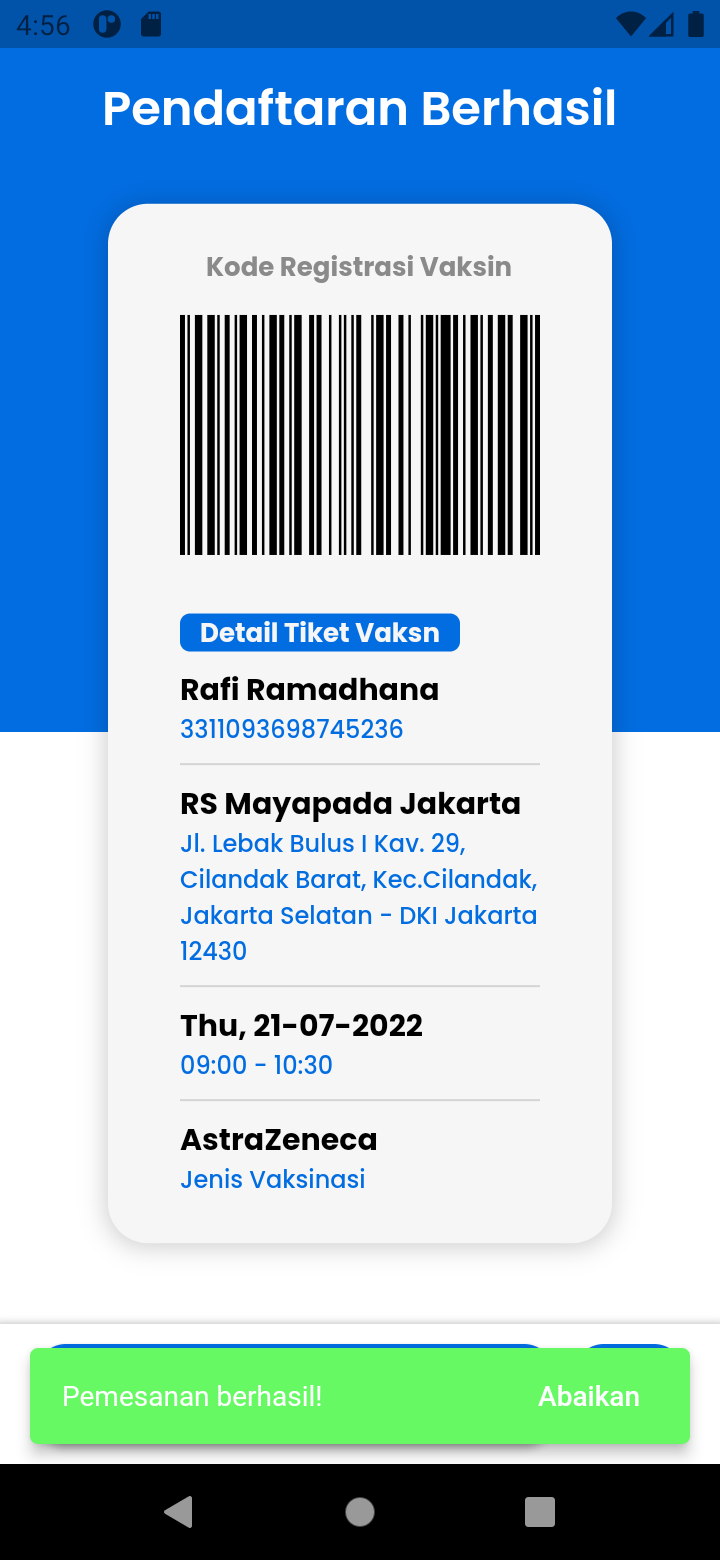 4:56
Pendaftaran Berhasil
Kode Registrasi Vaksin
Detail Tiket Vaksn
Rafi Ramadhana
3311093698745236
RS Mayapada Jakarta
Jl. Lebak Bulus I Kav. 29,
Cilandak Barat, Kec.Cilandak,
Jakarta Selatan - DKI Jakarta
12430
Thu, 21-07-2022
09:00 - 10:30
AstraZeneca
Jenis Vaksinasi
Pemesanan berhasil! Abaikan